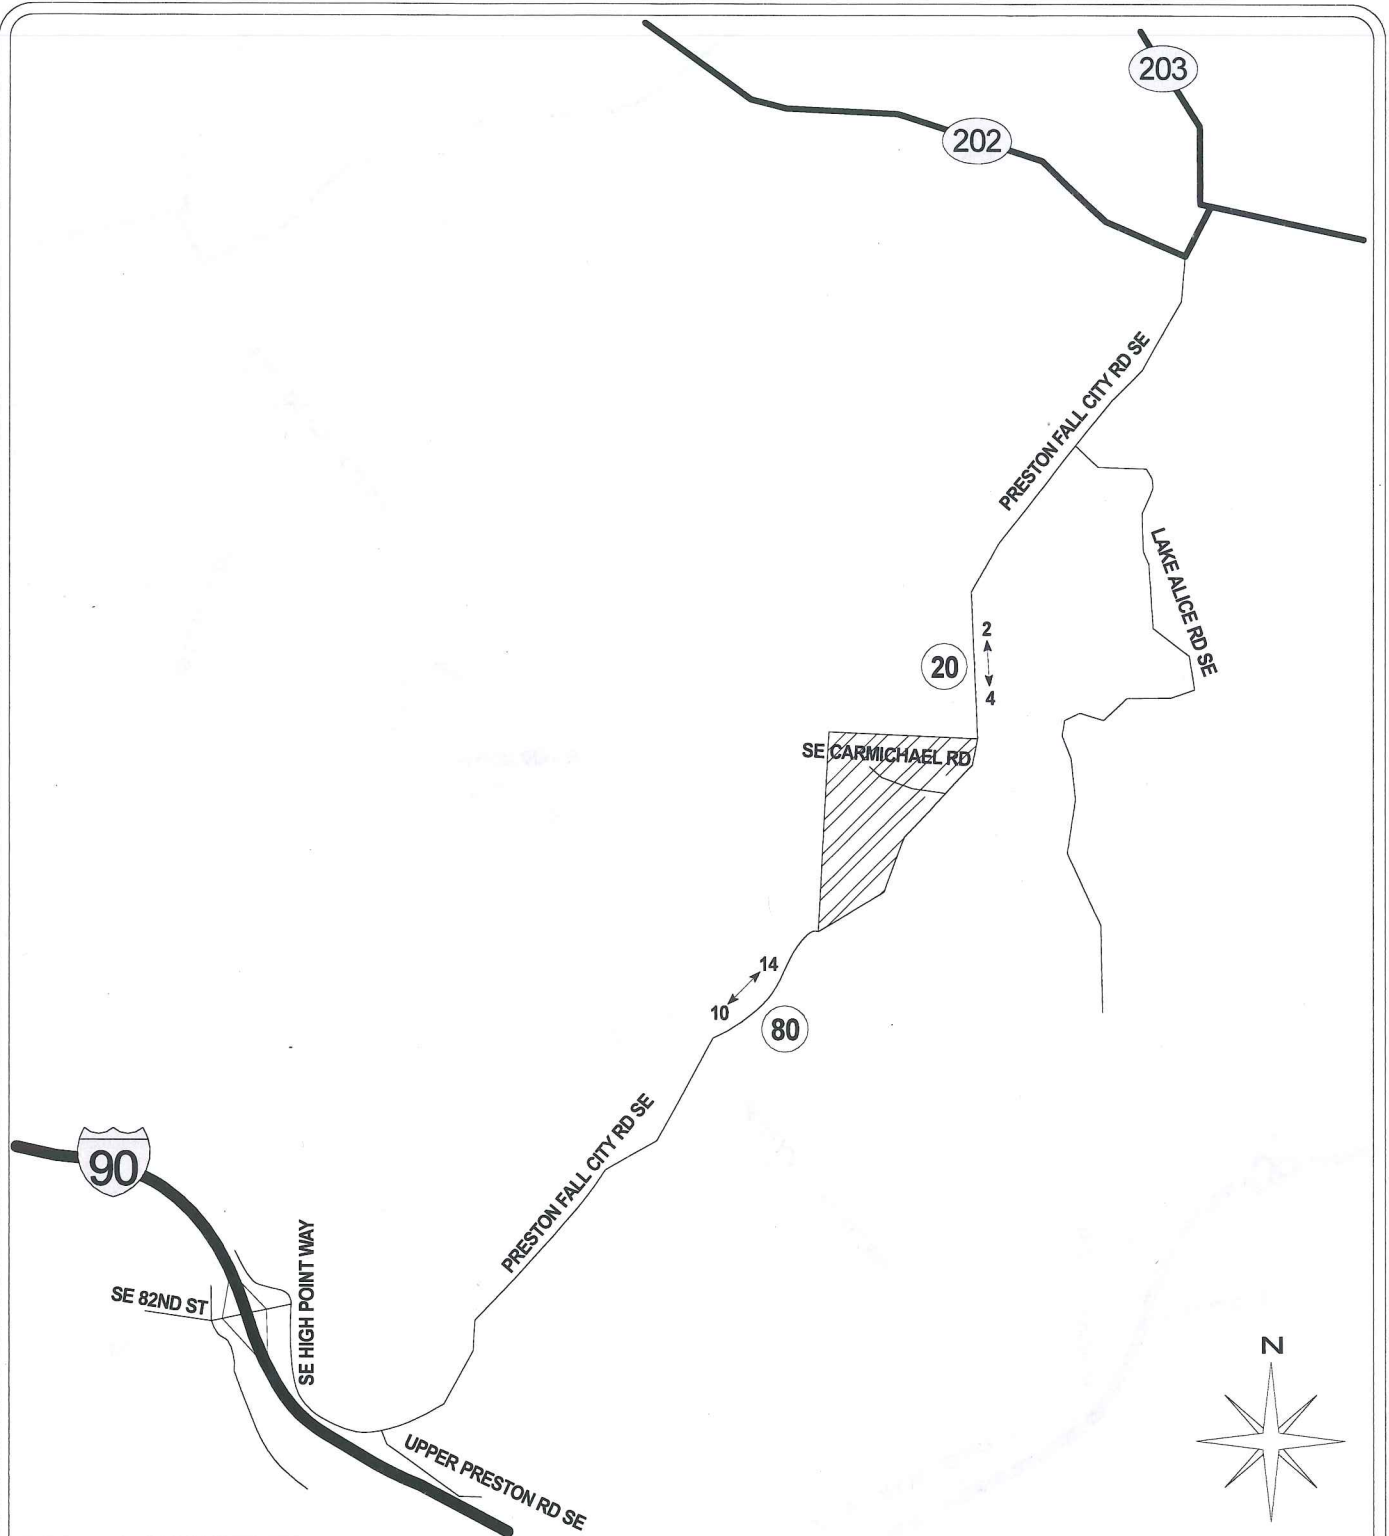 203
202
PRESTON FALL CITY RD SE
LAKE ALICE RD SE
2
20
4
SE CARMICHAEL RD
14
10
80
PRESTON FALL CITY RD SE
90
SE HIGH POINT WAY
SE 82ND ST
N
UPPER PRESTON RD SE